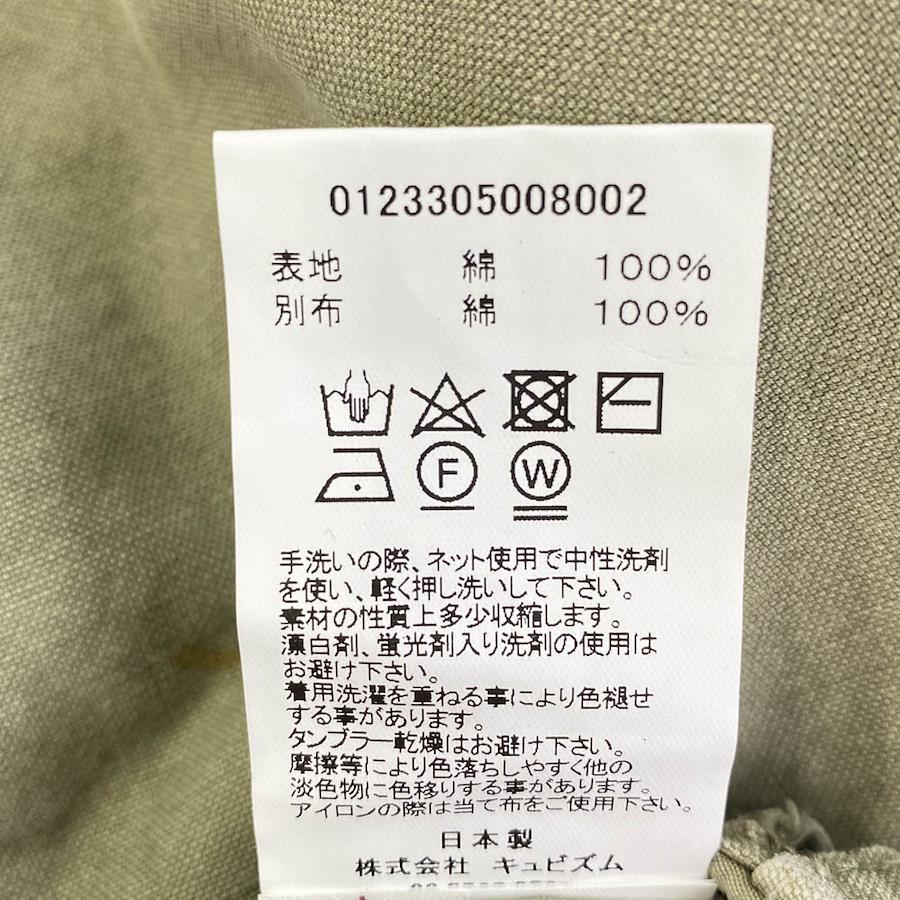 0123305008002
表地 綿 100%
別布 綿 100%
F W
手洗いの際、ネット使用で中性洗剤
を使い、軽く押し洗いして下さい。
素材の性質上多少収縮します。
漂白剤、蛍光剤入り洗剤の使用は
お避け下さい。
着用洗濯を重ねる事により色褪せ
する事があります。
タンブラー乾燥はお避け下さい。
摩擦等により色落ちしやすく他の
淡色物に色移りする事があります。
アイロンの際は当て布をご使用下さい。
日本製
株式会社 キュビズム